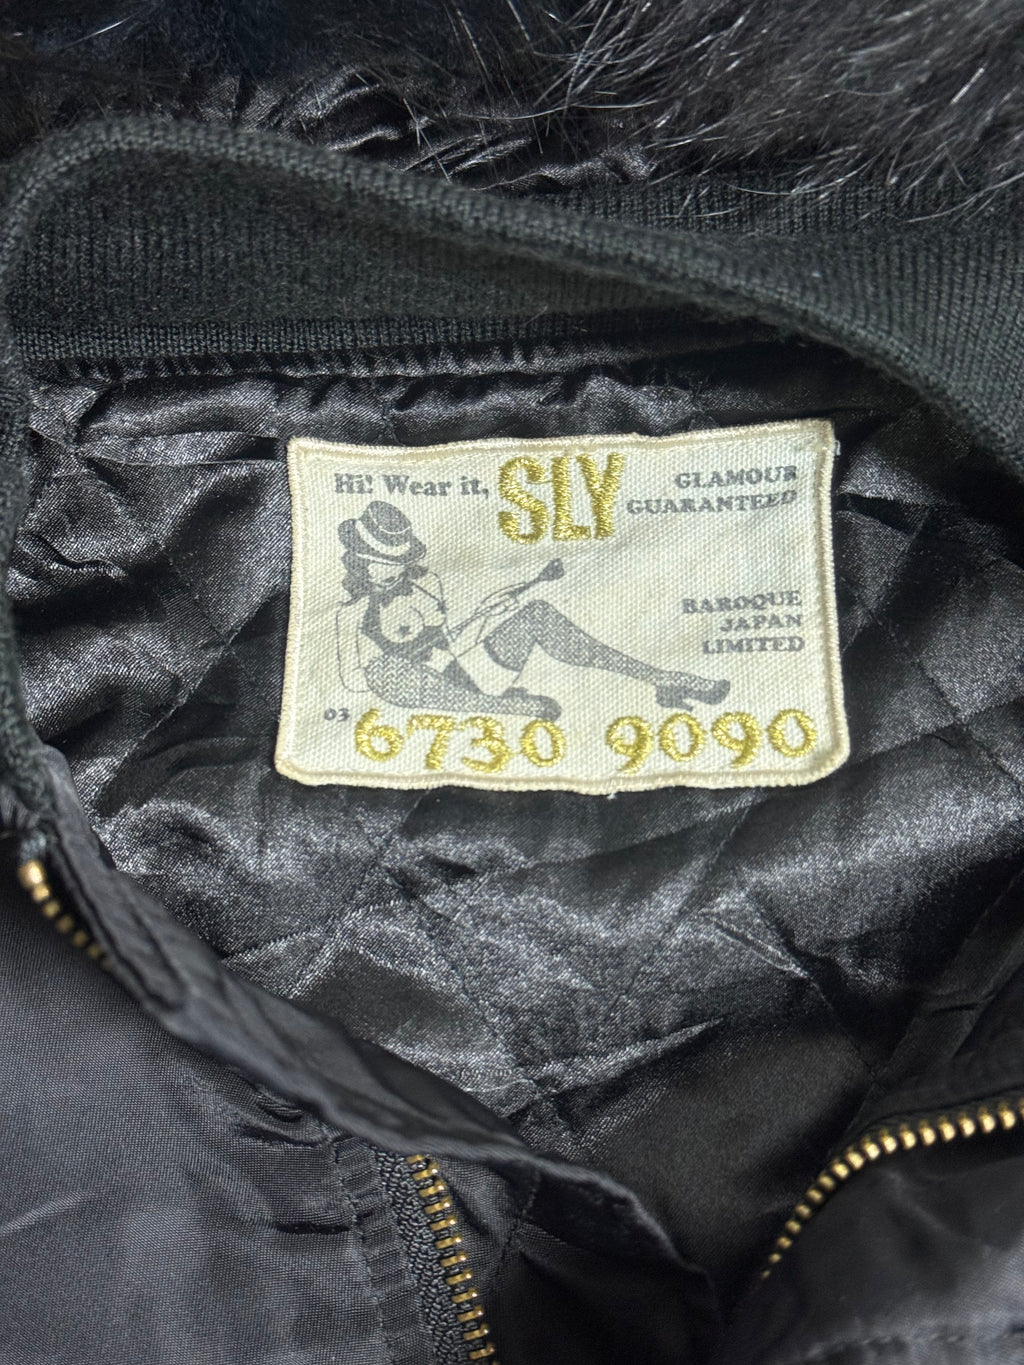 Hi! Wear it, SLY GLAMOUR
GUARANTEED
BAROQUE
JAPAN
LIMITED
03 6730 9090